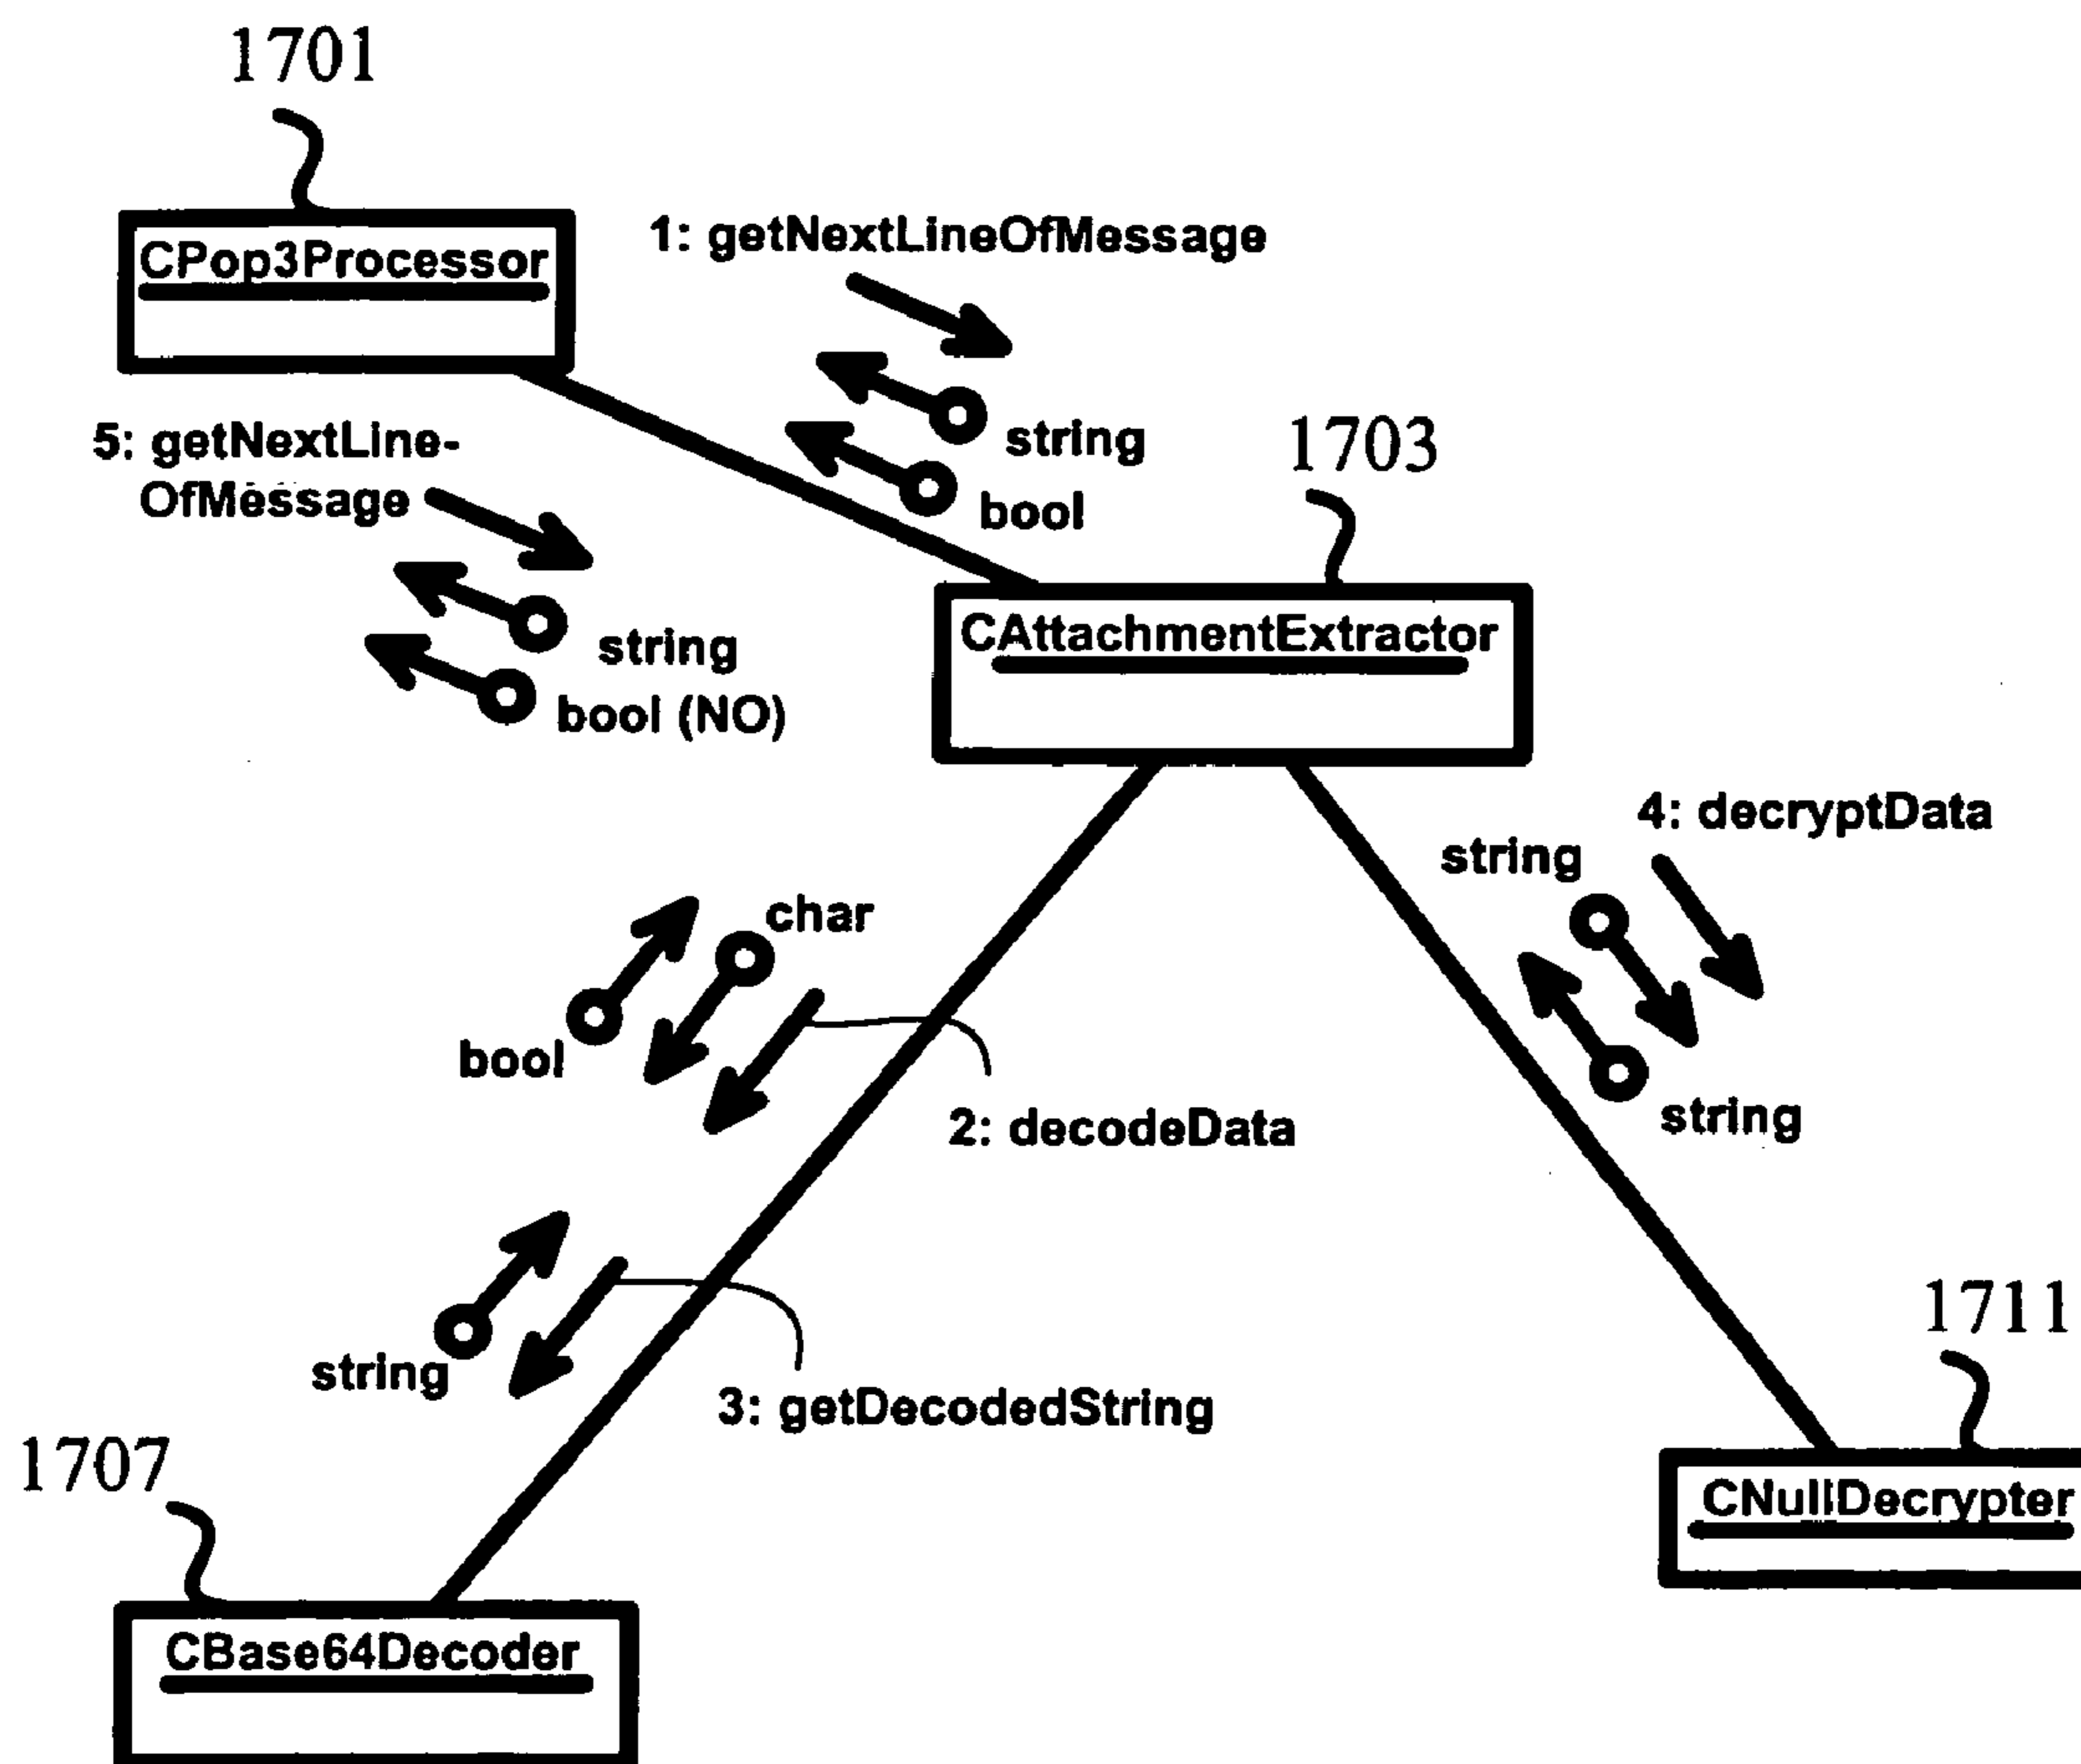 1701
CPop3Processor
1: getNextLineOfMessage
string
bool
5: getNextLine-
OfMessage
string
bool (NO)
1703
CAttachmentExtractor
4: decryptData
string
string
char
bool
2: decodeData
string
3: getDecodedString
1711
CNullDecrypter
1707
CBase64Decoder